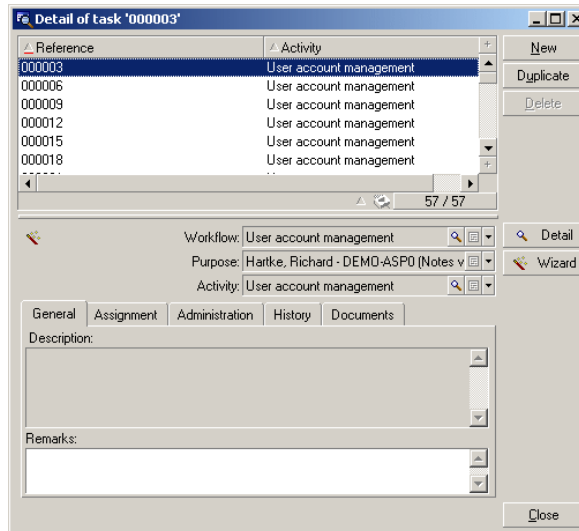 Detail of task '000003'
Reference Activity
000003 User account management
000006 User account management
000009 User account management
000012 User account management
000015 User account management
000018 User account management
57 / 57
New
Duplicate
Delete
Workflow: User account management
Purpose: Hartke, Richard - DEMO-ASP0 (Notes v
Activity: User account management
Detail
Wizard
General Assignment Administration History Documents
Description:
Remarks:
Close